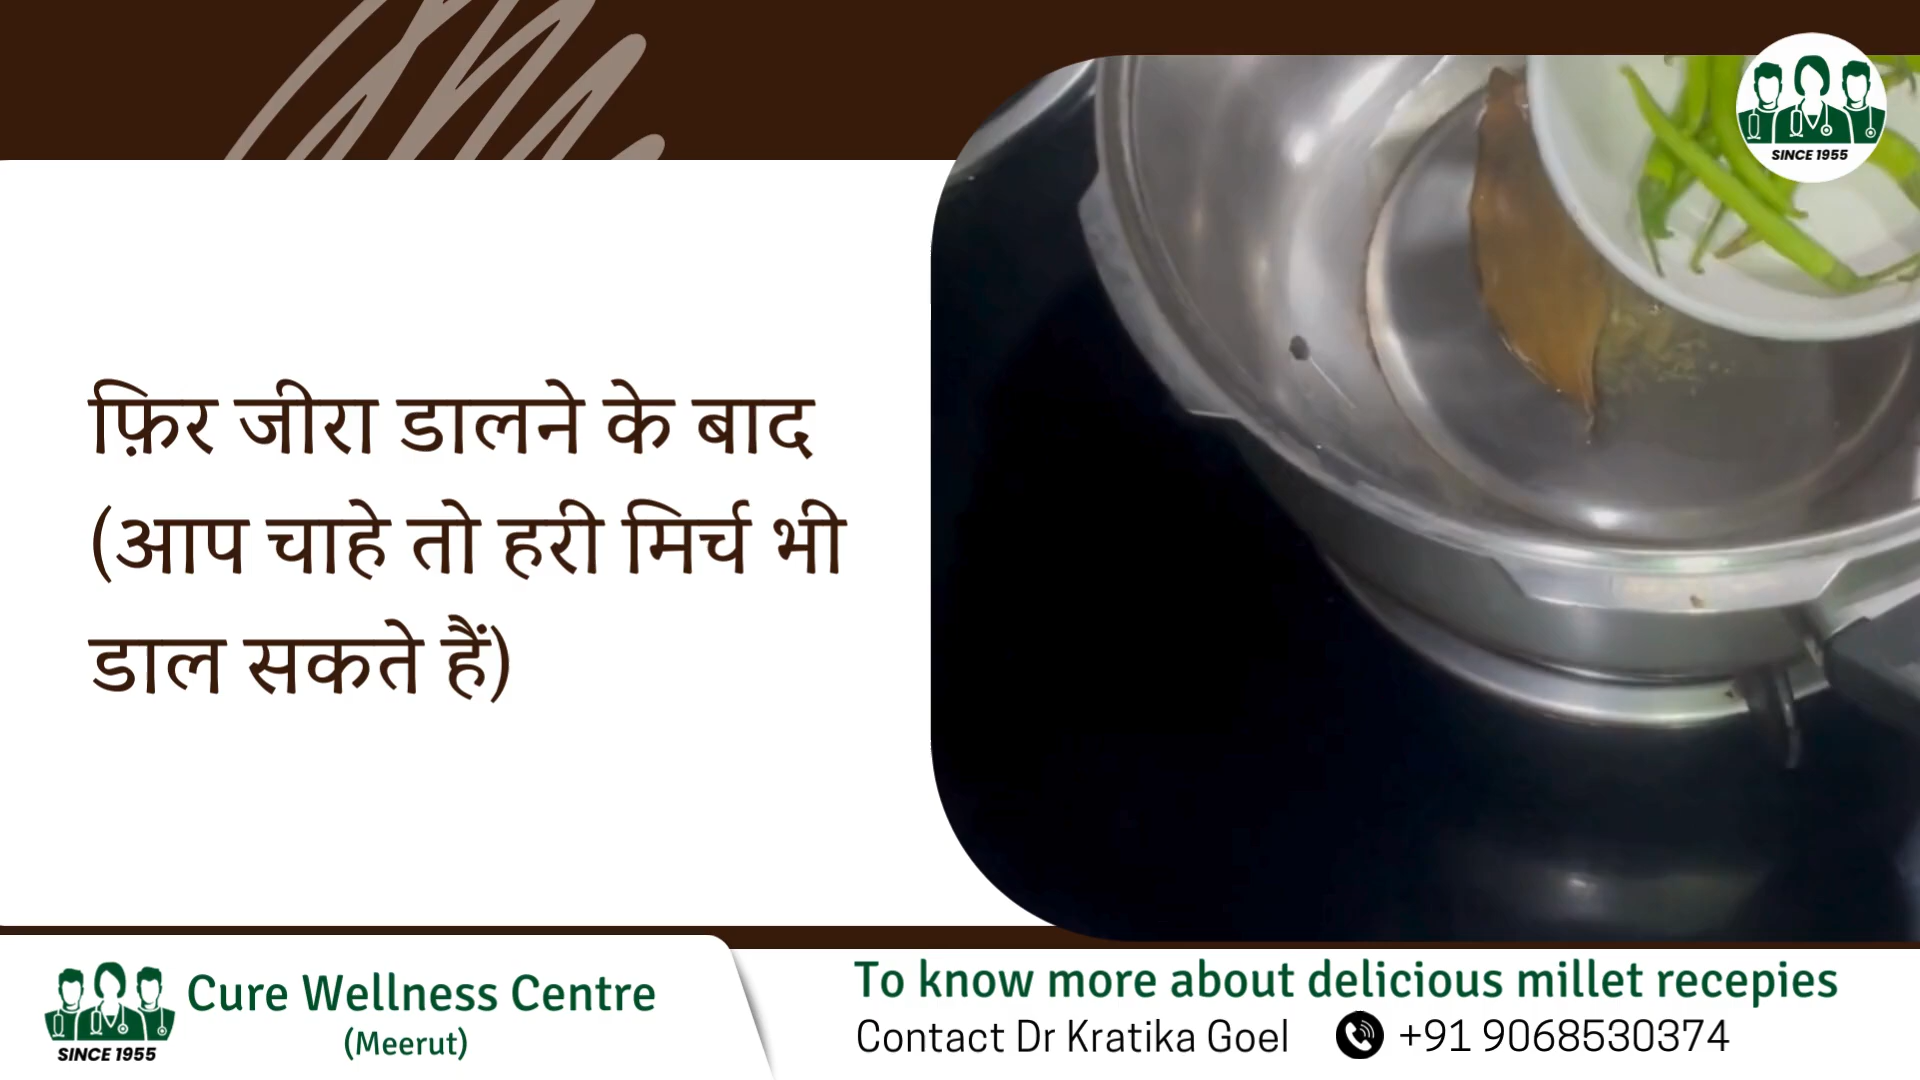 SINCE 1955
फ़िर जीरा डालने के बाद
(आप चाहे तो हरी मिर्च भी
डाल सकते हैं)
Cure Wellness Centre
(Meerut)
SINCE 1955
To know more about delicious millet recepies
Contact Dr Kratika Goel +91 9068530374